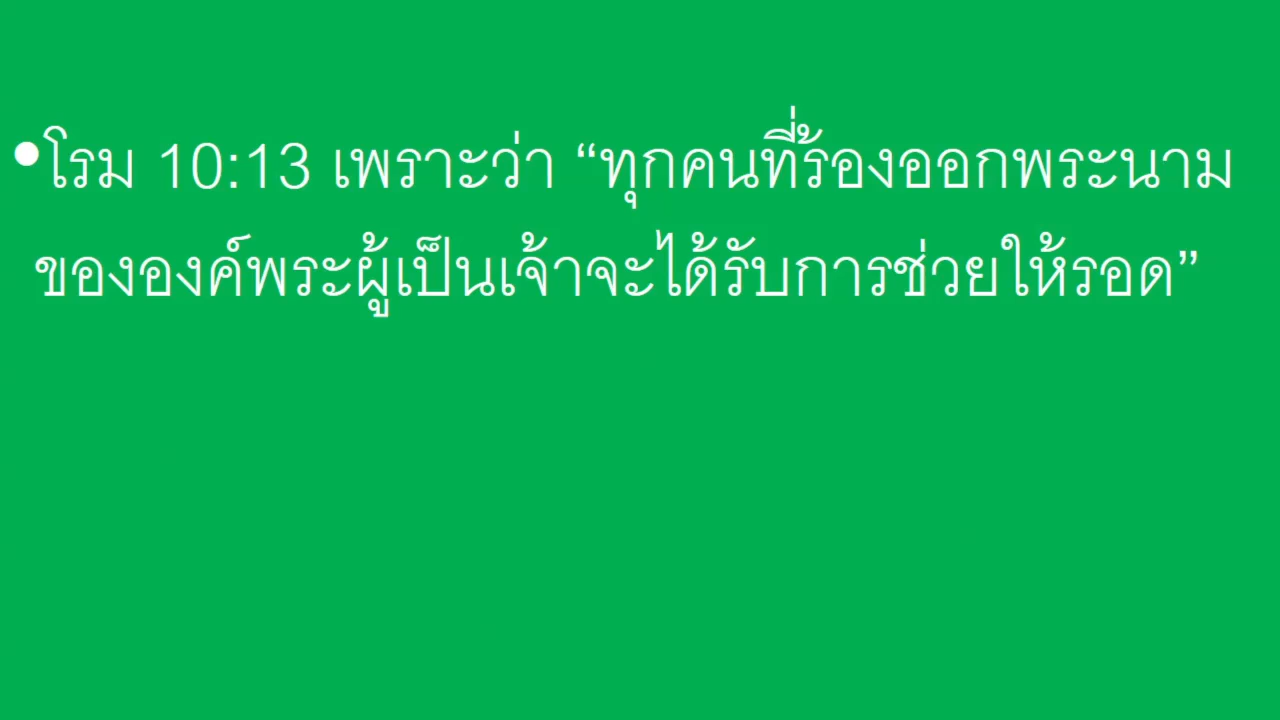 •โรม 10:13 เพราะว่า “ทุกคนที่ร้องออกพระนาม
ขององค์พระผู้เป็นเจ้าจะได้รับการช่วยให้รอด”